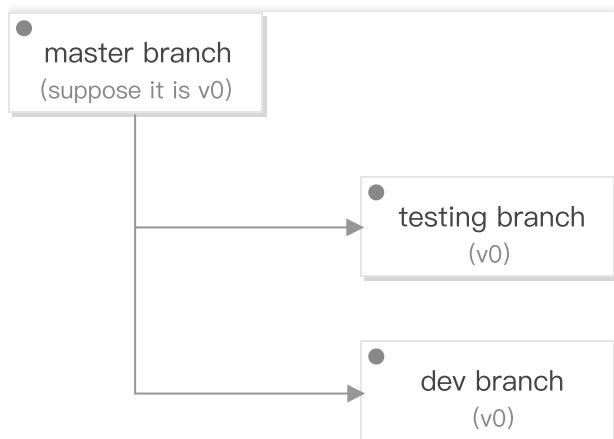 master branch
(suppose it is v0)
testing branch
(v0)
dev branch
(v0)